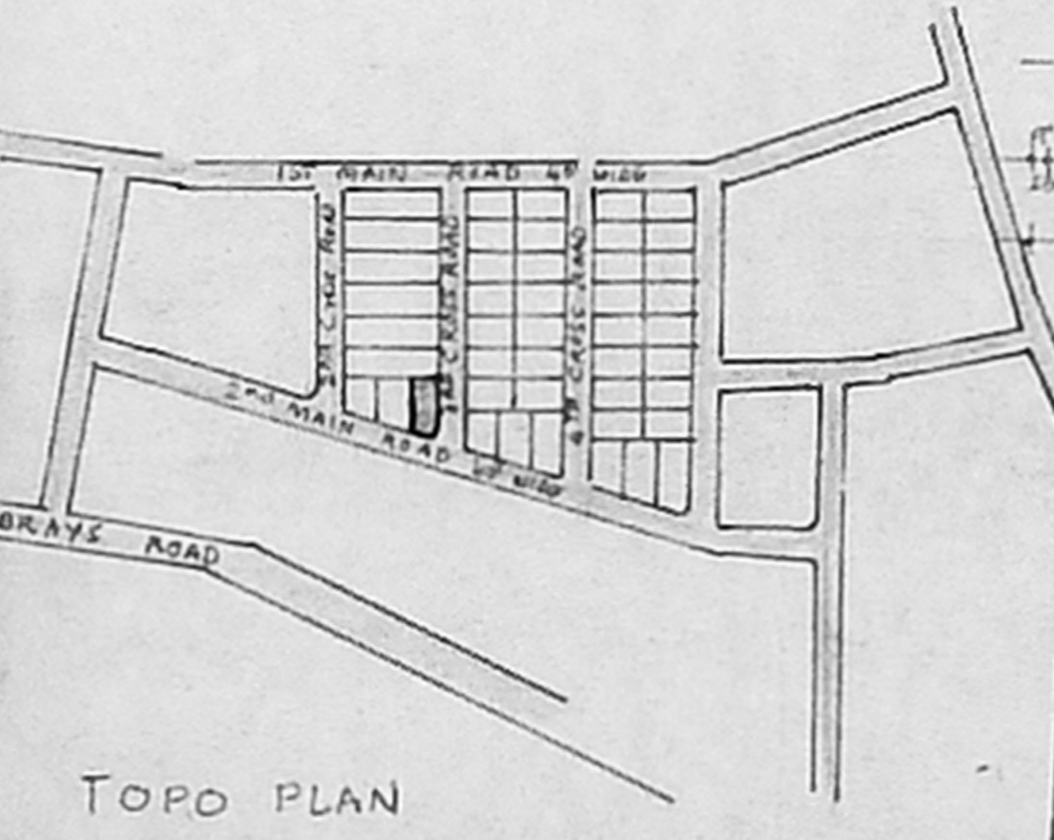 1ST MAIN ROAD 40' WIDE
2ND CROSS ROAD
3RD CROSS ROAD
4TH CROSS ROAD
2ND MAIN ROAD 40' WIDE
BRAYS ROAD
TOPO PLAN